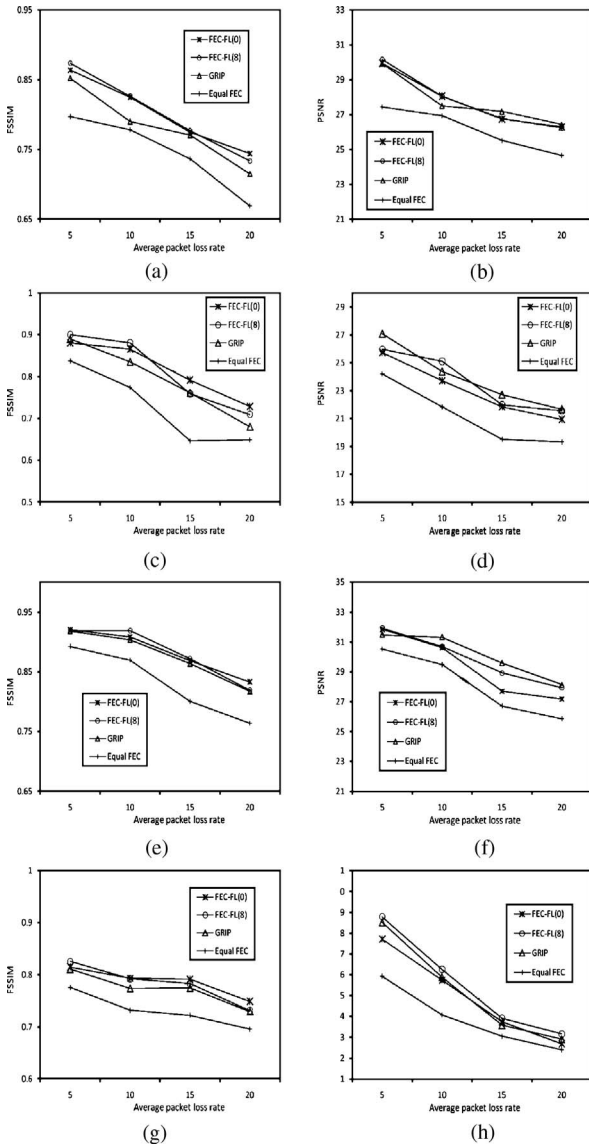 0.95
0.85
0.75
0.65
FSSIM
5 10 15 20
Average packet loss rate
FEC-FL(0)
FEC-FL(8)
GRIP
Equal FEC
(a)
33
31
29
27
25
23
21
PSNR
5 10 15 20
Average packet loss rate
FEC-FL(0)
FEC-FL(8)
GRIP
Equal FEC
(b)
1
0.9
0.8
0.7
0.6
0.5
FSSIM
5 10 15 20
Average packet loss rate
FEC-FL(0)
FEC-FL(8)
GRIP
Equal FEC
(c)
29
27
25
23
21
19
17
15
PSNR
5 10 15 20
Average packet loss rate
FEC-FL(0)
FEC-FL(8)
GRIP
Equal FEC
(d)
0.95
0.85
0.75
0.65
FSSIM
5 10 15 20
Average packet loss rate
FEC-FL(0)
FEC-FL(8)
GRIP
Equal FEC
(e)
35
33
31
29
27
25
23
21
PSNR
5 10 15 20
Average packet loss rate
FEC-FL(0)
FEC-FL(8)
GRIP
Equal FEC
(f)
1
0.9
0.8
0.7
0.6
FSSIM
5 10 15 20
Average packet loss rate
FEC-FL(0)
FEC-FL(8)
GRIP
Equal FEC
(g)
1
0
9
8
7
6
5
4
3
2
1
5 10 15 20
Average packet loss rate
FEC-FL(0)
FEC-FL(8)
GRIP
Equal FEC
(h)